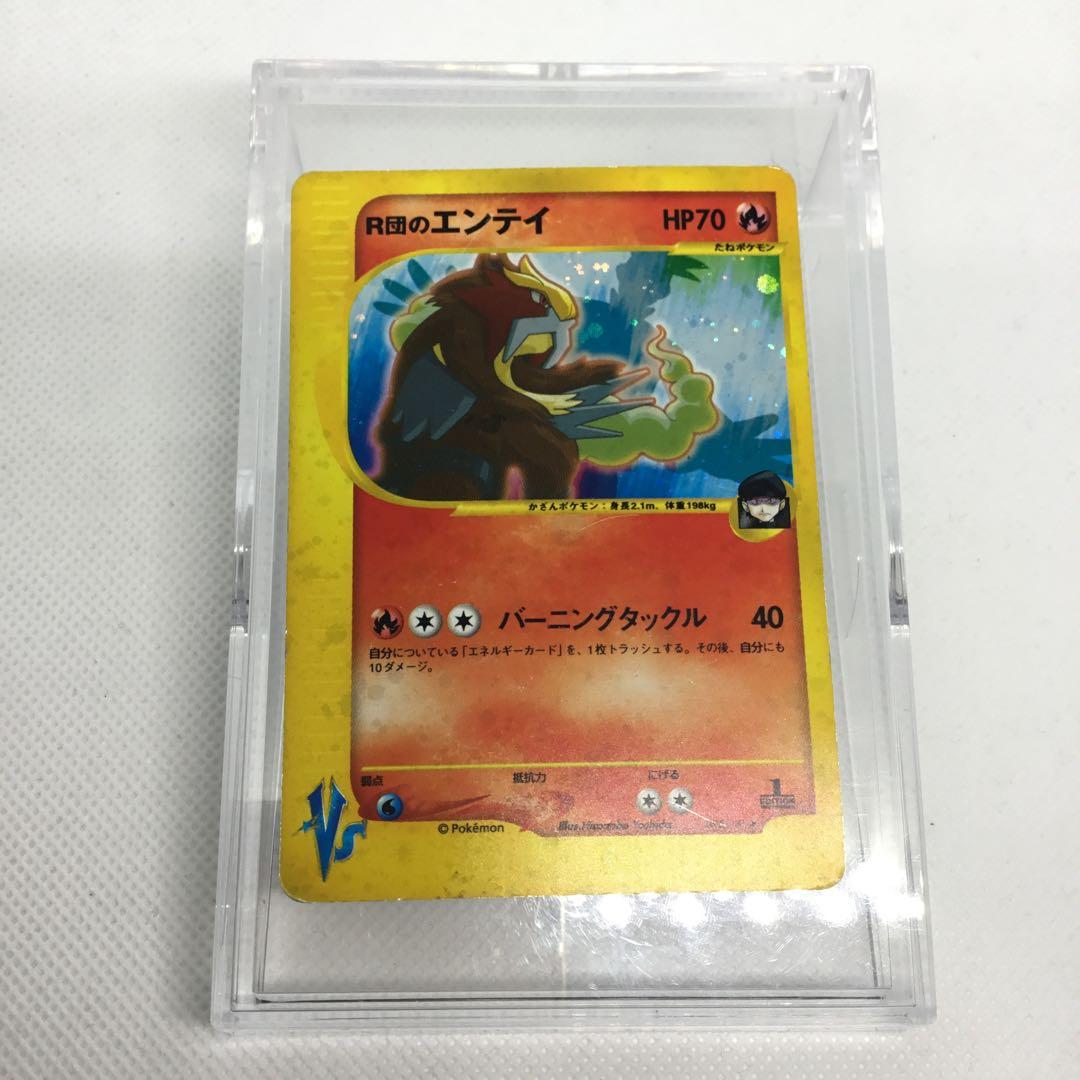 R団のエンテイ HP70
たねポケモン
かざんポケモン：身長2.1m、体重198kg
バーニングタックル 40
自分についている「エネルギーカード」を、1枚トラッシュする。その後、自分にも
10ダメージ。
弱点 抵抗力 にげる
1
EDITION
VS
© Pokémon Illus.